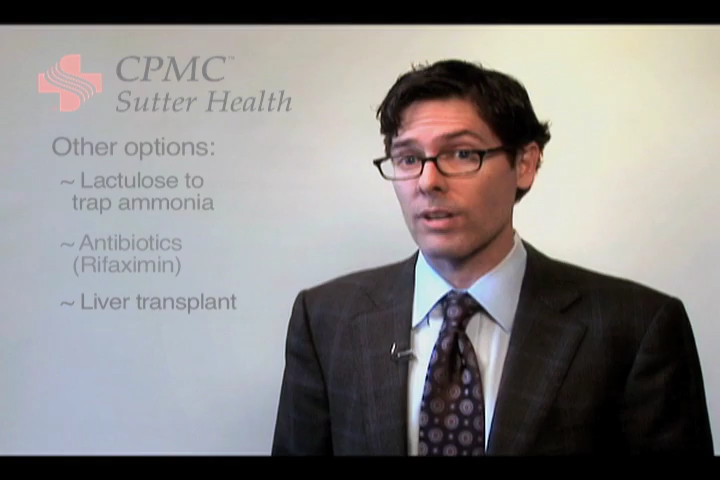 CPMC™
Sutter Health
Other options:
~ Lactulose to
trap ammonia
~ Antibiotics
(Rifaximin)
~ Liver transplant